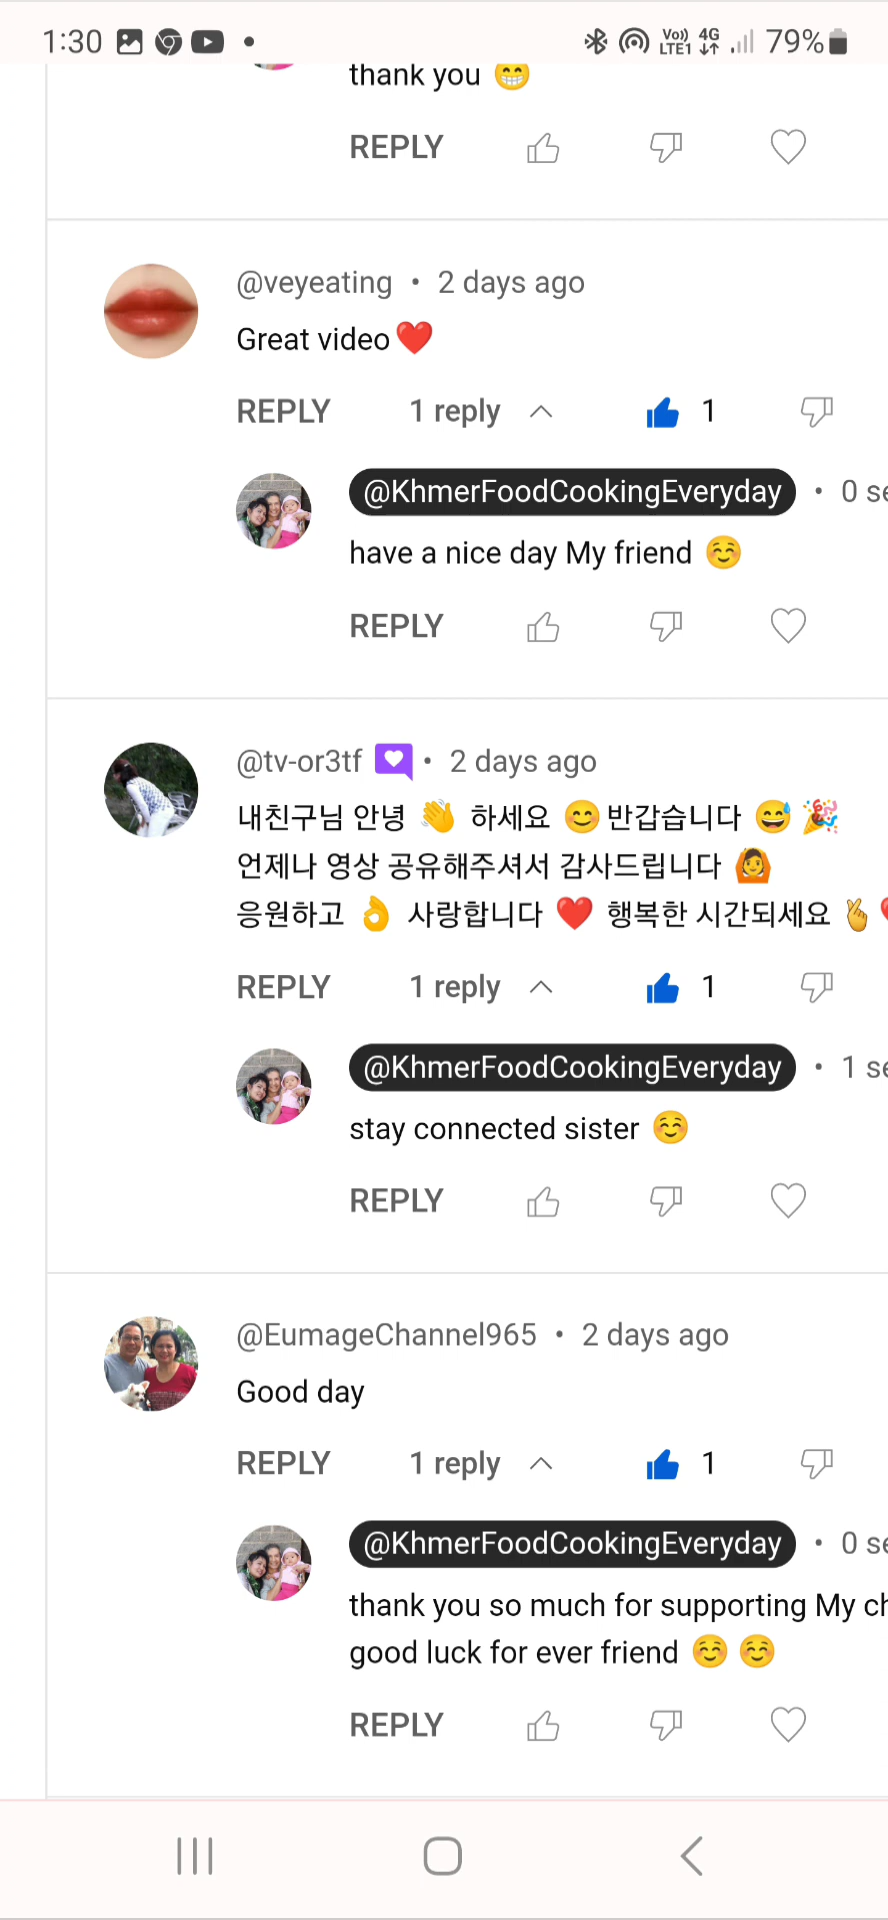 1:30 Vo)) LTE1 4G 79%
thank you 😁
REPLY
@veyeating • 2 days ago
Great video❤️
REPLY 1 reply 1
@KhmerFoodCookingEveryday • 0
have a nice day My friend ☺️
REPLY
@tv-or3tf • 2 days ago
내친구님 안녕 👋 하세요 😊반갑습니다 😅 🎉
언제나 영상 공유해주셔서 감사드립니다 🙆
응원하고 👌 사랑합니다 ❤️ 행복한 시간되세요 🫰
REPLY 1 reply 1
@KhmerFoodCookingEveryday • 1
stay connected sister ☺️
REPLY
@EumageChannel965 • 2 days ago
Good day
REPLY 1 reply 1
@KhmerFoodCookingEveryday • 0
thank you so much for supporting My
good luck for ever friend ☺️ ☺️
REPLY